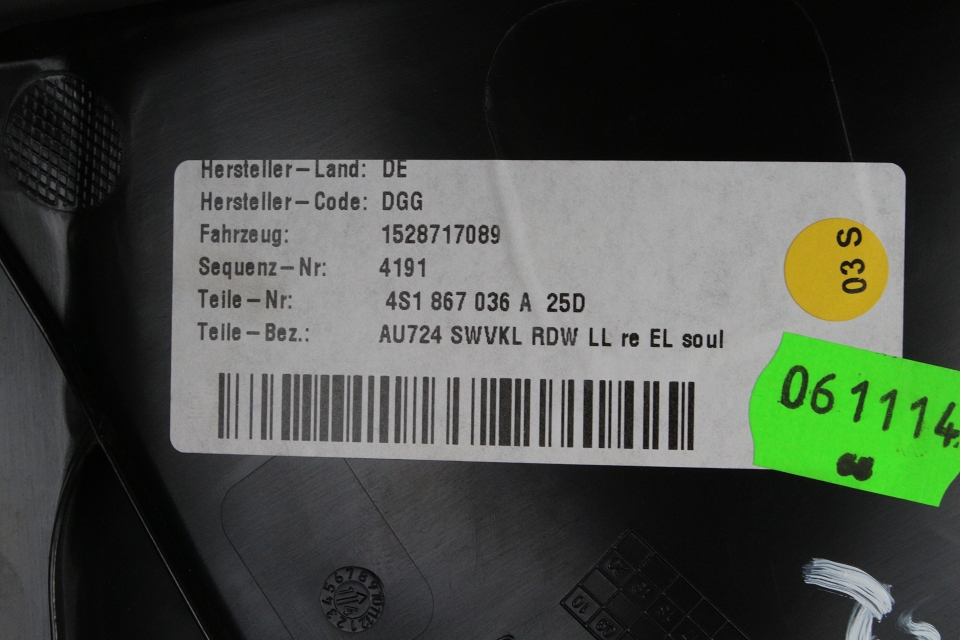 Hersteller-Land: DE
Hersteller-Code: DGG
Fahrzeug: 1528717089
Sequenz-Nr: 4191
Teile-Nr: 4S1 867 036 A 25D
Teile-Bez.: AU724 SWVKL RDW LL re EL soul
03 S
061114